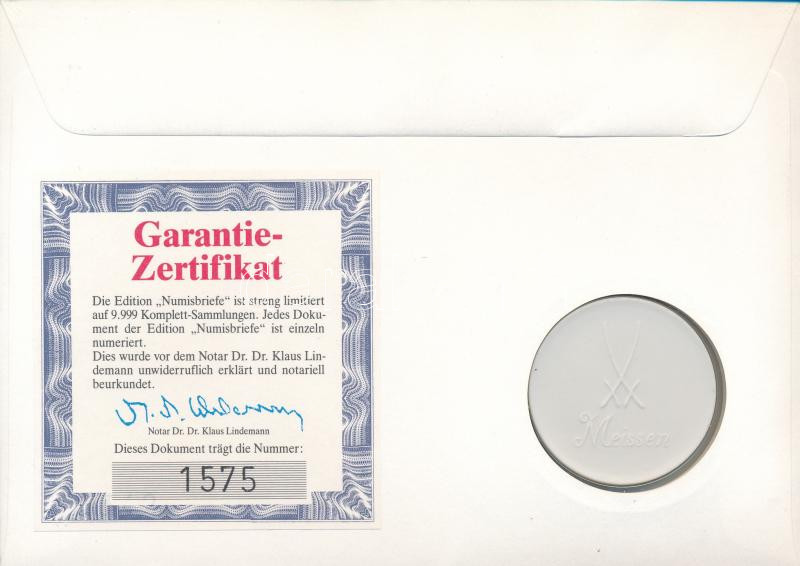 Garantie-
Zertifikat
Die Edition „Numisbriefe“ ist streng limitiert
auf 9.999 Komplett-Sammlungen. Jedes Doku-
ment der Edition „Numisbriefe“ ist einzeln
numeriert.
Dies wurde vor dem Notar Dr. Dr. Klaus Lin-
demann unwiderruflich erklärt und notariell
beurkundet.
Notar Dr. Dr. Klaus Lindemann
Dieses Dokument trägt die Nummer:
1575
Meissen